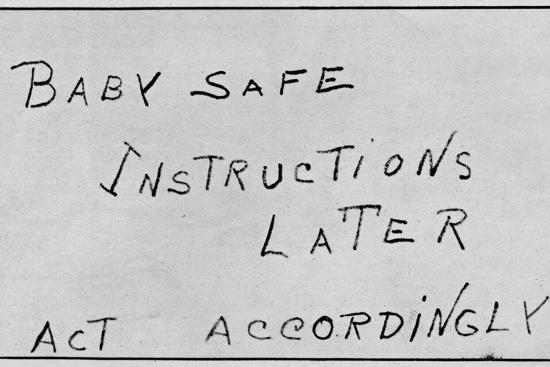 BABY SAFE
INSTRUCTIONS
LATER
ACT ACCORDINGLY